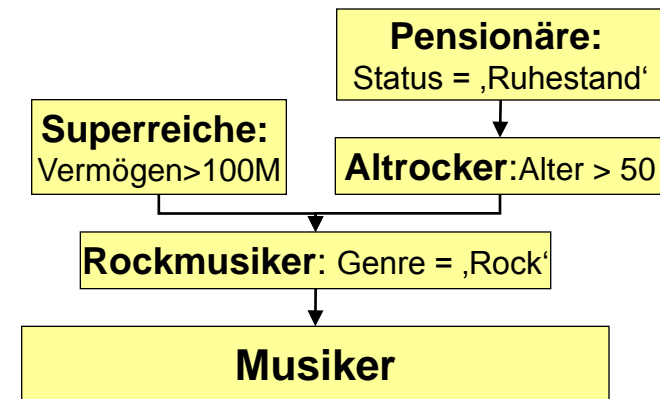 Pensionäre:
Status = ‚Ruhestand‘
Superreiche:
Vermögen>100M
Altrocker:Alter > 50
Rockmusiker: Genre = ‚Rock‘
Musiker